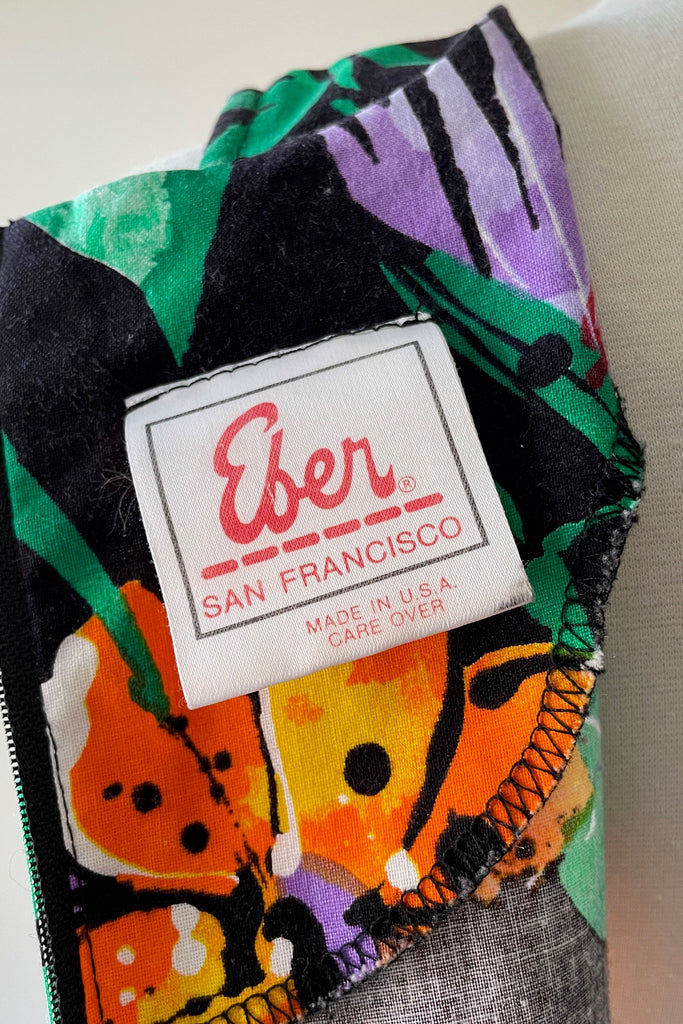 Eber®
SAN FRANCISCO
MADE IN U.S.A.
CARE OVER